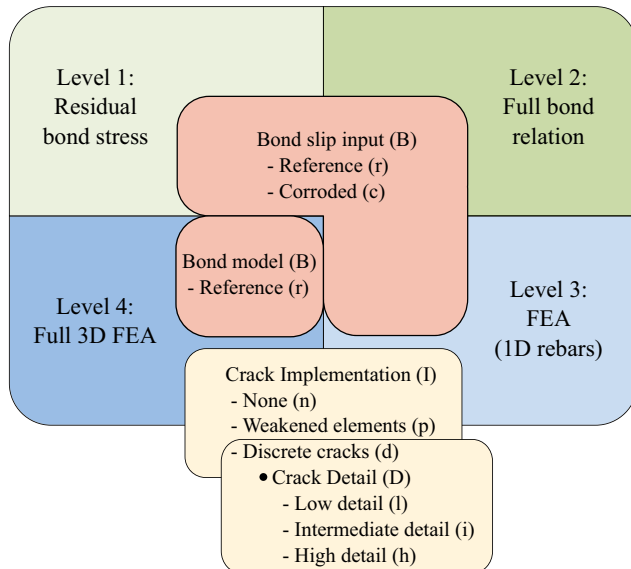 Level 1:
Residual
bond stress
Level 2:
Full bond
relation
Bond slip input (B)
- Reference (r)
- Corroded (c)
Bond model (B)
- Reference (r)
Level 4:
Full 3D FEA
Level 3:
FEA
(1D rebars)
Crack Implementation (I)
- None (n)
- Weakened elements (p)
- Discrete cracks (d)
• Crack Detail (D)
- Low detail (l)
- Intermediate detail (i)
- High detail (h)